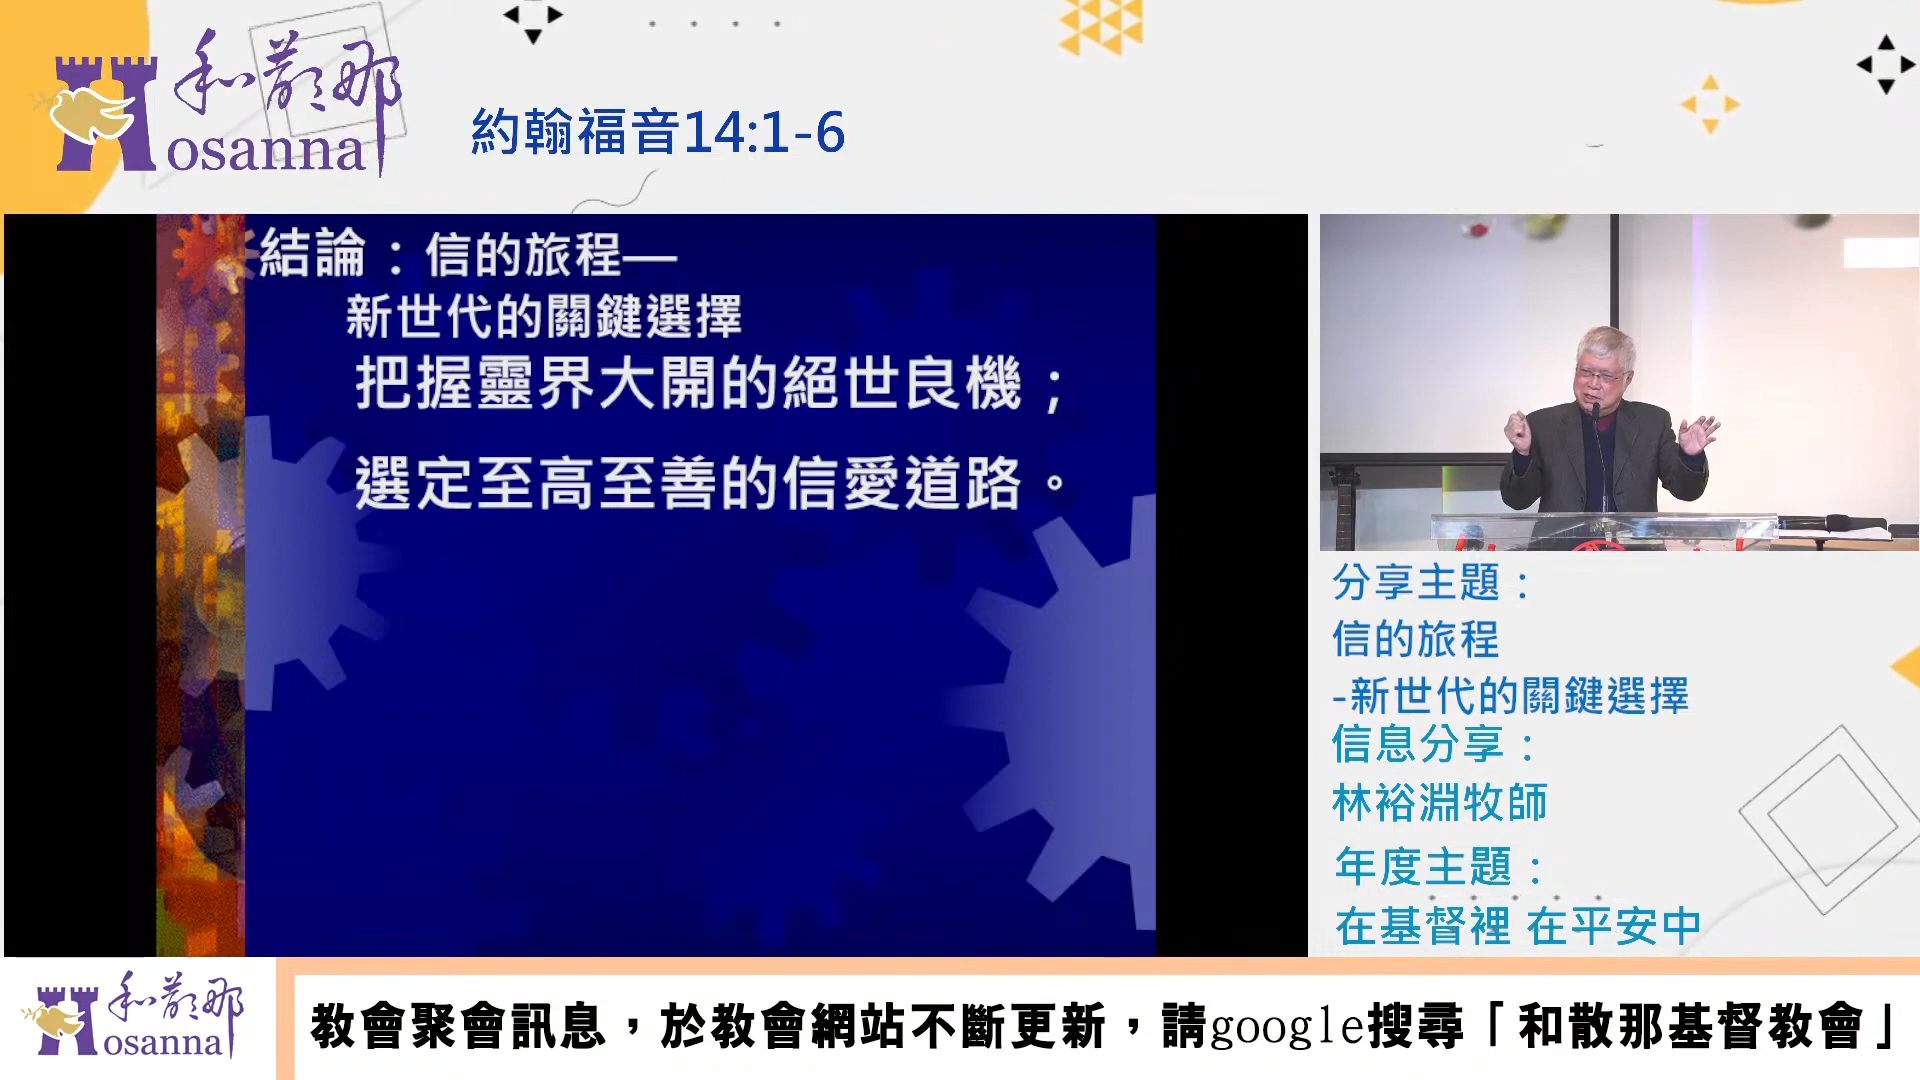 和散那
Hosanna
約翰福音14:1-6
結論：信的旅程—
新世代的關鍵選擇
把握靈界大開的絕世良機；
選定至高至善的信愛道路。
分享主題：
信的旅程
-新世代的關鍵選擇
信息分享：
林裕淵牧師
年度主題：
在基督裡 在平安中
和散那
Hosanna
教會聚會訊息，於教會網站不斷更新，請google搜尋「和散那基督教會」